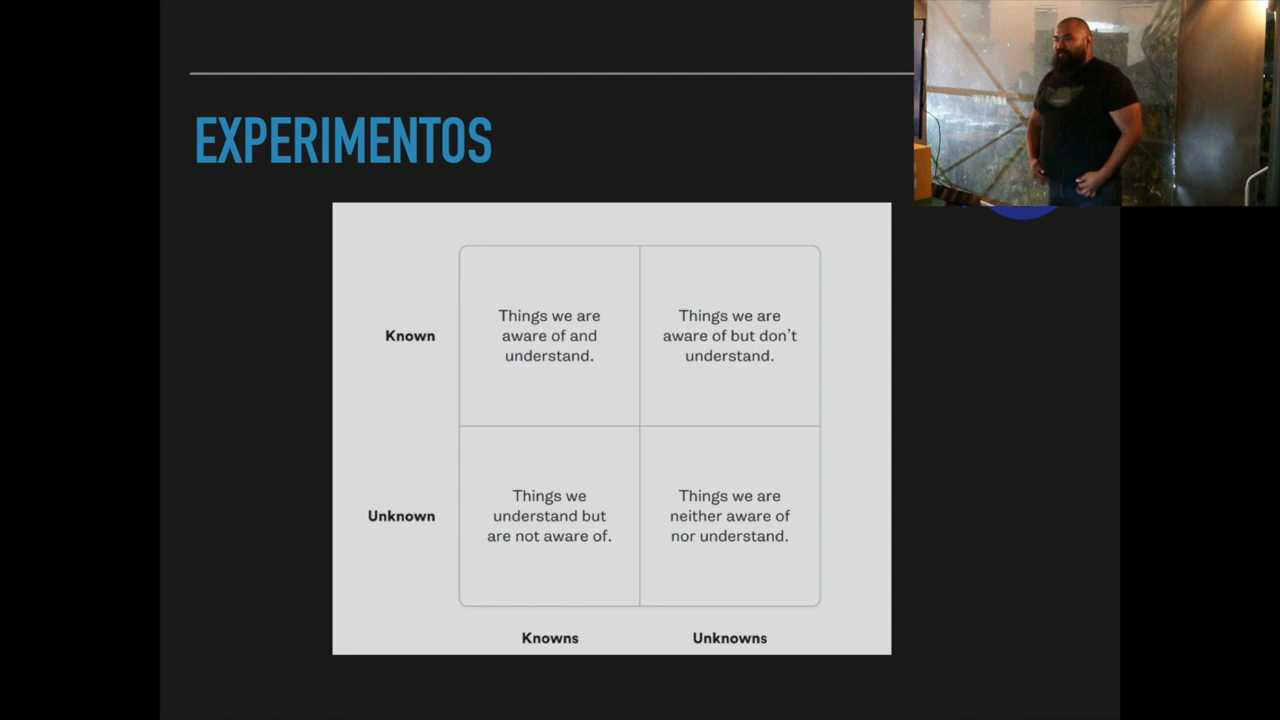 EXPERIMENTOS
Known
Things we are
aware of and
understand.
Things we are
aware of but don't
understand.
Unknown
Things we
understand but
are not aware of.
Things we are
neither aware of
nor understand.
Knowns
Unknowns